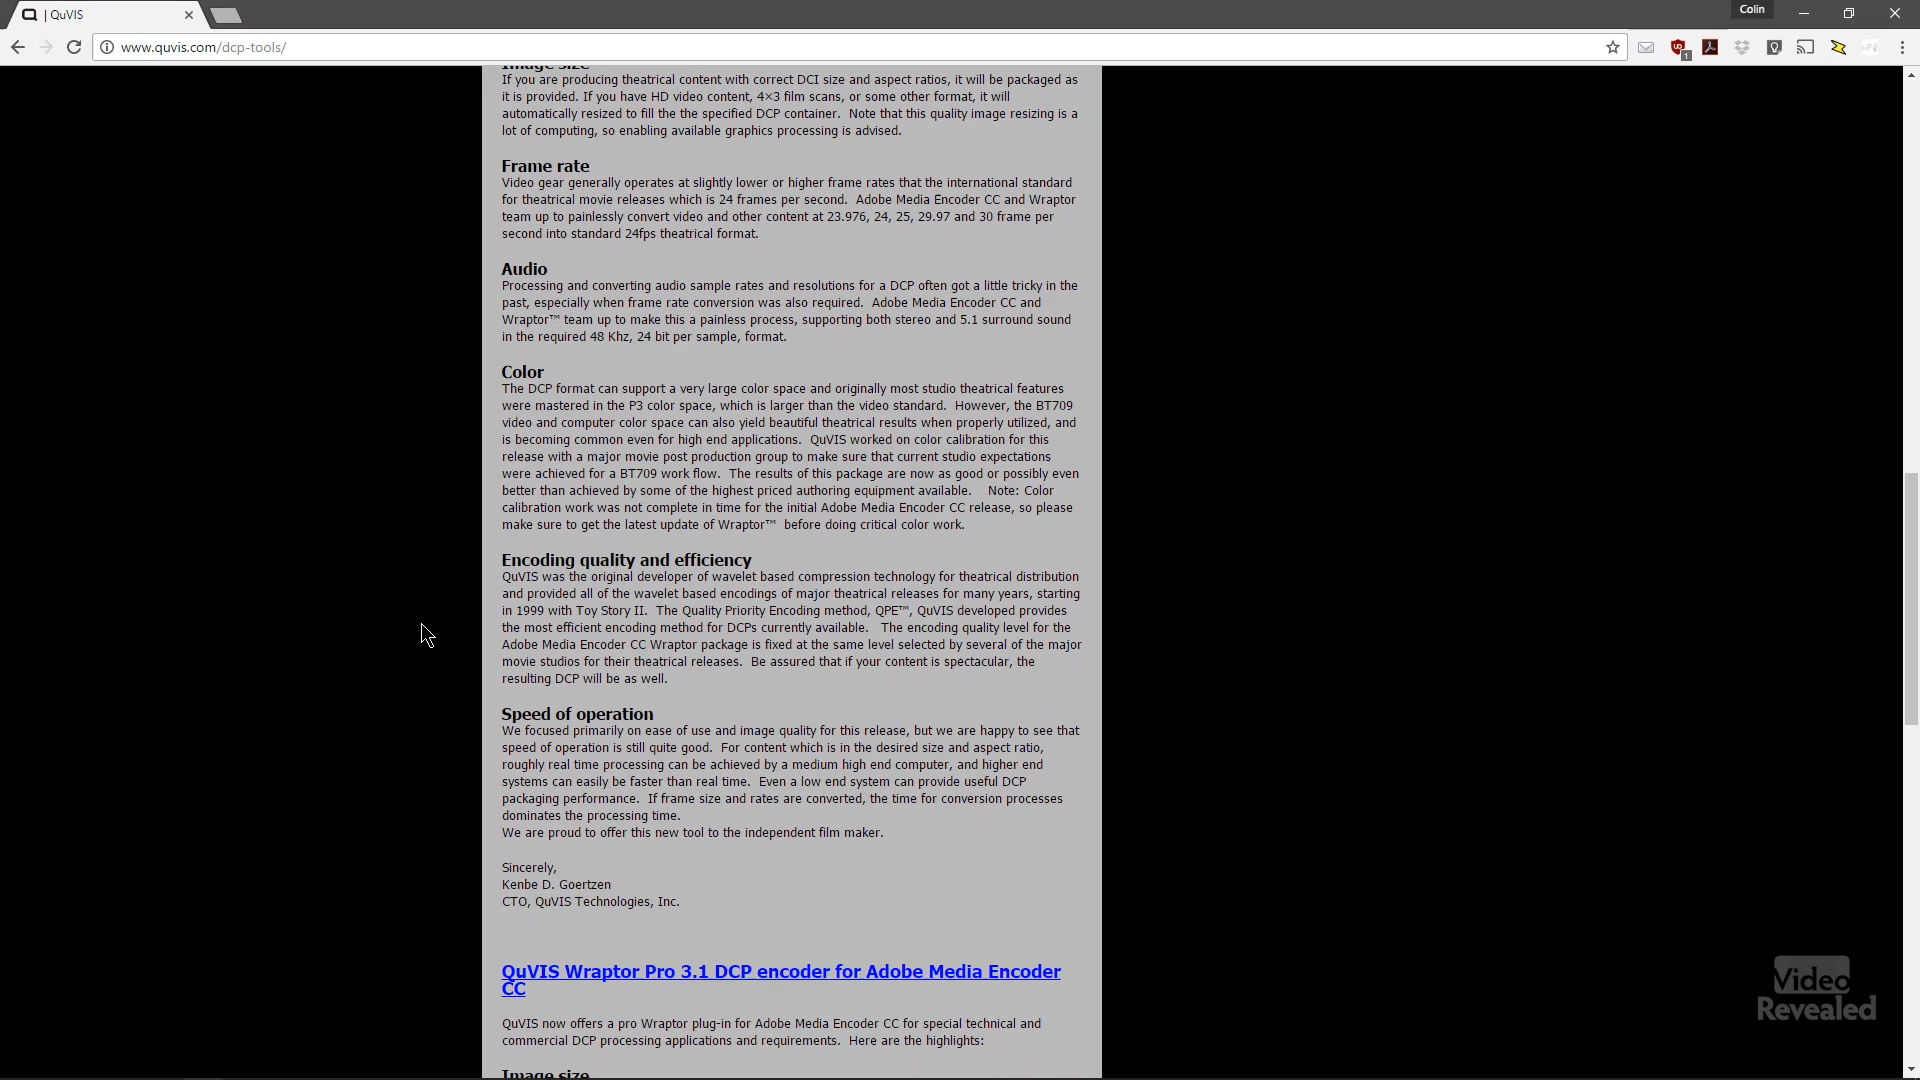 | QuVIS
Colin
www.quvis.com/dcp-tools/
1
Image size
If you are producing theatrical content with correct DCI size and aspect ratios, it will be packaged as
it is provided. If you have HD video content, 4×3 film scans, or some other format, it will
automatically resized to fill the the specified DCP container.  Note that this quality image resizing is a
lot of computing, so enabling available graphics processing is advised.
Frame rate
Video gear generally operates at slightly lower or higher frame rates that the international standard
for theatrical movie releases which is 24 frames per second.  Adobe Media Encoder CC and Wraptor
team up to painlessly convert video and other content at 23.976, 24, 25, 29.97 and 30 frame per
second into standard 24fps theatrical format.
Audio
Processing and converting audio sample rates and resolutions for a DCP often got a little tricky in the
past, especially when frame rate conversion was also required.  Adobe Media Encoder CC and
Wraptor™ team up to make this a painless process, supporting both stereo and 5.1 surround sound
in the required 48 Khz, 24 bit per sample, format.
Color
The DCP format can support a very large color space and originally most studio theatrical features
were mastered in the P3 color space, which is larger than the video standard.  However, the BT709
video and computer color space can also yield beautiful theatrical results when properly utilized, and
is becoming common even for high end applications.  QuVIS worked on color calibration for this
release with a major movie post production group to make sure that current studio expectations
were achieved for a BT709 work flow.  The results of this package are now as good or possibly even
better than achieved by some of the highest priced authoring equipment available.    Note: Color
calibration work was not complete in time for the initial Adobe Media Encoder CC release, so please
make sure to get the latest update of Wraptor™  before doing critical color work.
Encoding quality and efficiency
QuVIS was the original developer of wavelet based compression technology for theatrical distribution
and provided all of the wavelet based encodings of major theatrical releases for many years, starting
in 1999 with Toy Story II.  The Quality Priority Encoding method, QPE™, QuVIS developed provides
the most efficient encoding method for DCPs currently available.   The encoding quality level for the
Adobe Media Encoder CC Wraptor package is fixed at the same level selected by several of the major
movie studios for their theatrical releases.  Be assured that if your content is spectacular, the
resulting DCP will be as well.
Speed of operation
We focused primarily on ease of use and image quality for this release, but we are happy to see that
speed of operation is still quite good.  For content which is in the desired size and aspect ratio,
roughly real time processing can be achieved by a medium high end computer, and higher end
systems can easily be faster than real time.  Even a low end system can provide useful DCP
packaging performance.  If frame size and rates are converted, the time for conversion processes
dominates the processing time.
We are proud to offer this new tool to the independent film maker.
Sincerely,
Kenbe D. Goertzen
CTO, QuVIS Technologies, Inc.
QuVIS Wraptor Pro 3.1 DCP encoder for Adobe Media Encoder
CC
QuVIS now offers a pro Wraptor plug-in for Adobe Media Encoder CC for special technical and
commercial DCP processing applications and requirements.  Here are the highlights:
Image size
Video
Revealed